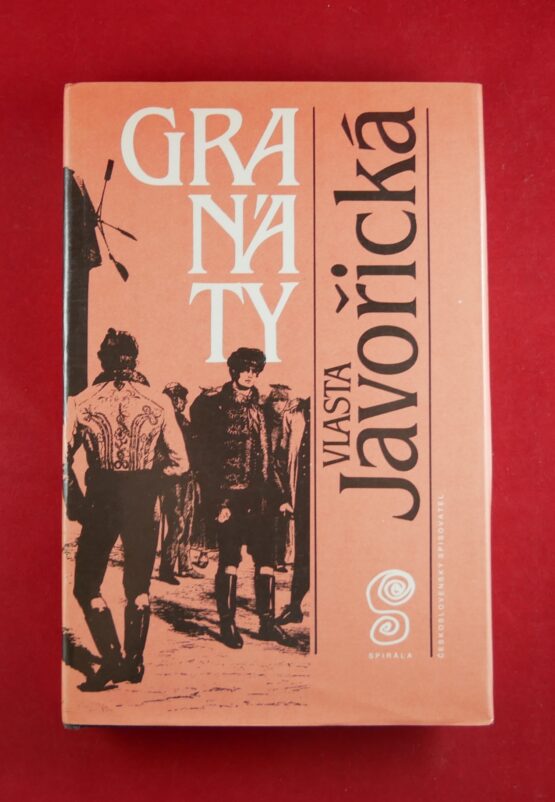 GRA
NÁ
TY
VLASTA
Javořická
SPIRÁLA
ČESKOSLOVENSKÝ SPISOVATEL